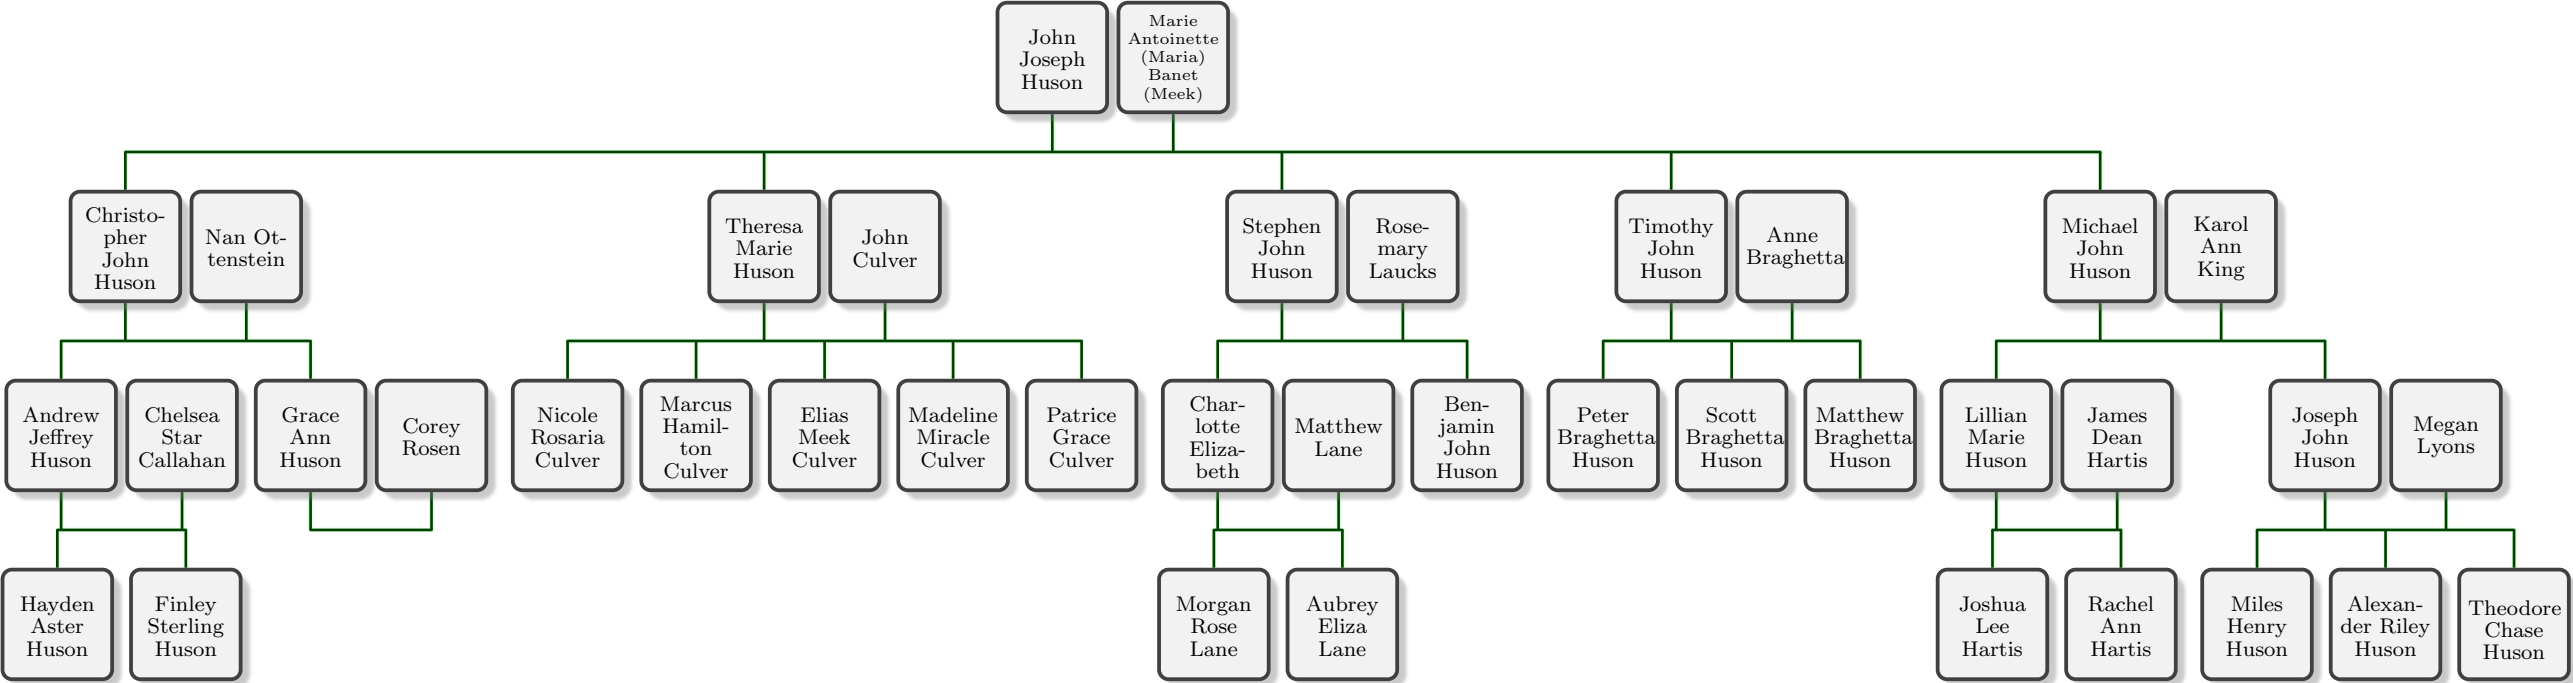 John
Joseph
Huson
Marie
Antoinette
(Maria)
Banet
(Meek)
Christo-
pher
John
Huson
Nan Ot-
tenstein
Theresa
Marie
Huson
John
Culver
Stephen
John
Huson
Rose-
mary
Laucks
Timothy
John
Huson
Anne
Braghetta
Michael
John
Huson
Karol
Ann
King
Andrew
Jeffrey
Huson
Chelsea
Star
Callahan
Grace
Ann
Huson
Corey
Rosen
Nicole
Rosaria
Culver
Marcus
Hamil-
ton
Culver
Elias
Meek
Culver
Madeline
Miracle
Culver
Patrice
Grace
Culver
Char-
lotte
Eliza-
beth
Matthew
Lane
Ben-
jamin
John
Huson
Peter
Braghetta
Huson
Scott
Braghetta
Huson
Matthew
Braghetta
Huson
Lillian
Marie
Huson
James
Dean
Hartis
Joseph
John
Huson
Megan
Lyons
Hayden
Aster
Huson
Finley
Sterling
Huson
Morgan
Rose
Lane
Aubrey
Eliza
Lane
Joshua
Lee
Hartis
Rachel
Ann
Hartis
Miles
Henry
Huson
Alexan-
der Riley
Huson
Theodore
Chase
Huson